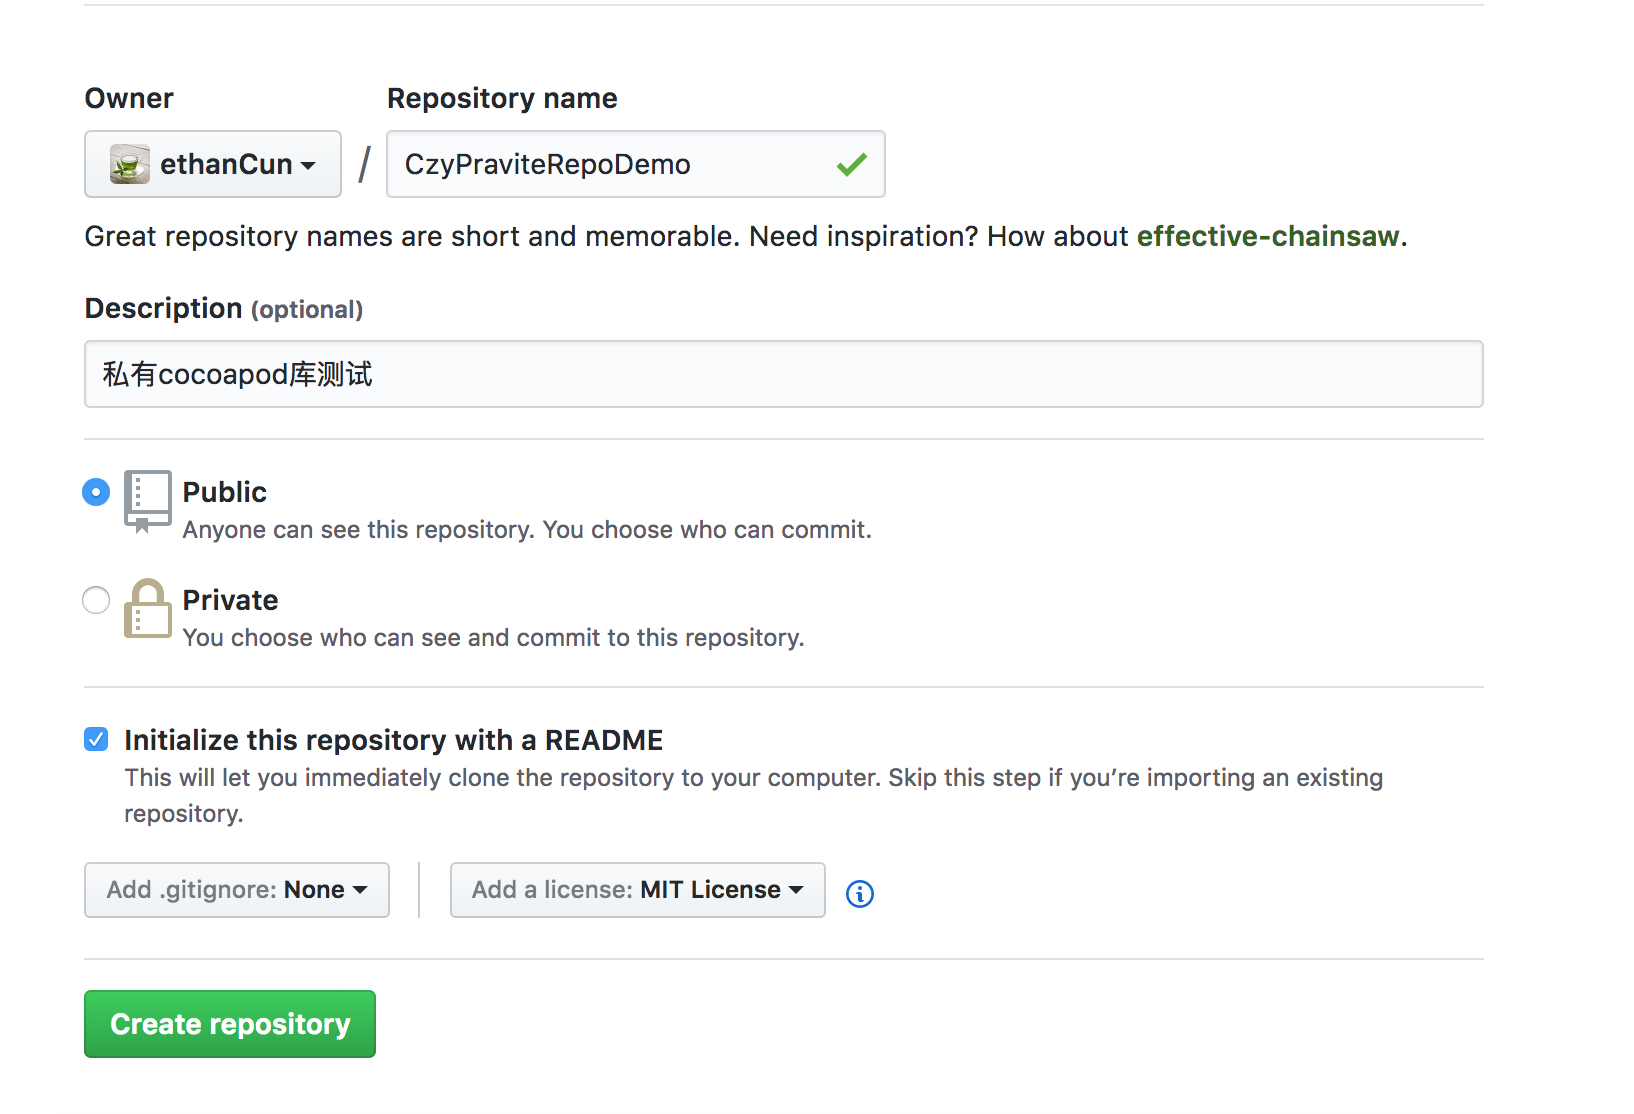 Owner Repository name
ethanCun / CzyPraviteRepoDemo
Great repository names are short and memorable. Need inspiration? How about effective-chainsaw.
Description (optional)
私有cocoapod库测试
Public
Anyone can see this repository. You choose who can commit.
Private
You choose who can see and commit to this repository.
Initialize this repository with a README
This will let you immediately clone the repository to your computer. Skip this step if you’re importing an existing
repository.
Add .gitignore: None Add a license: MIT License
Create repository